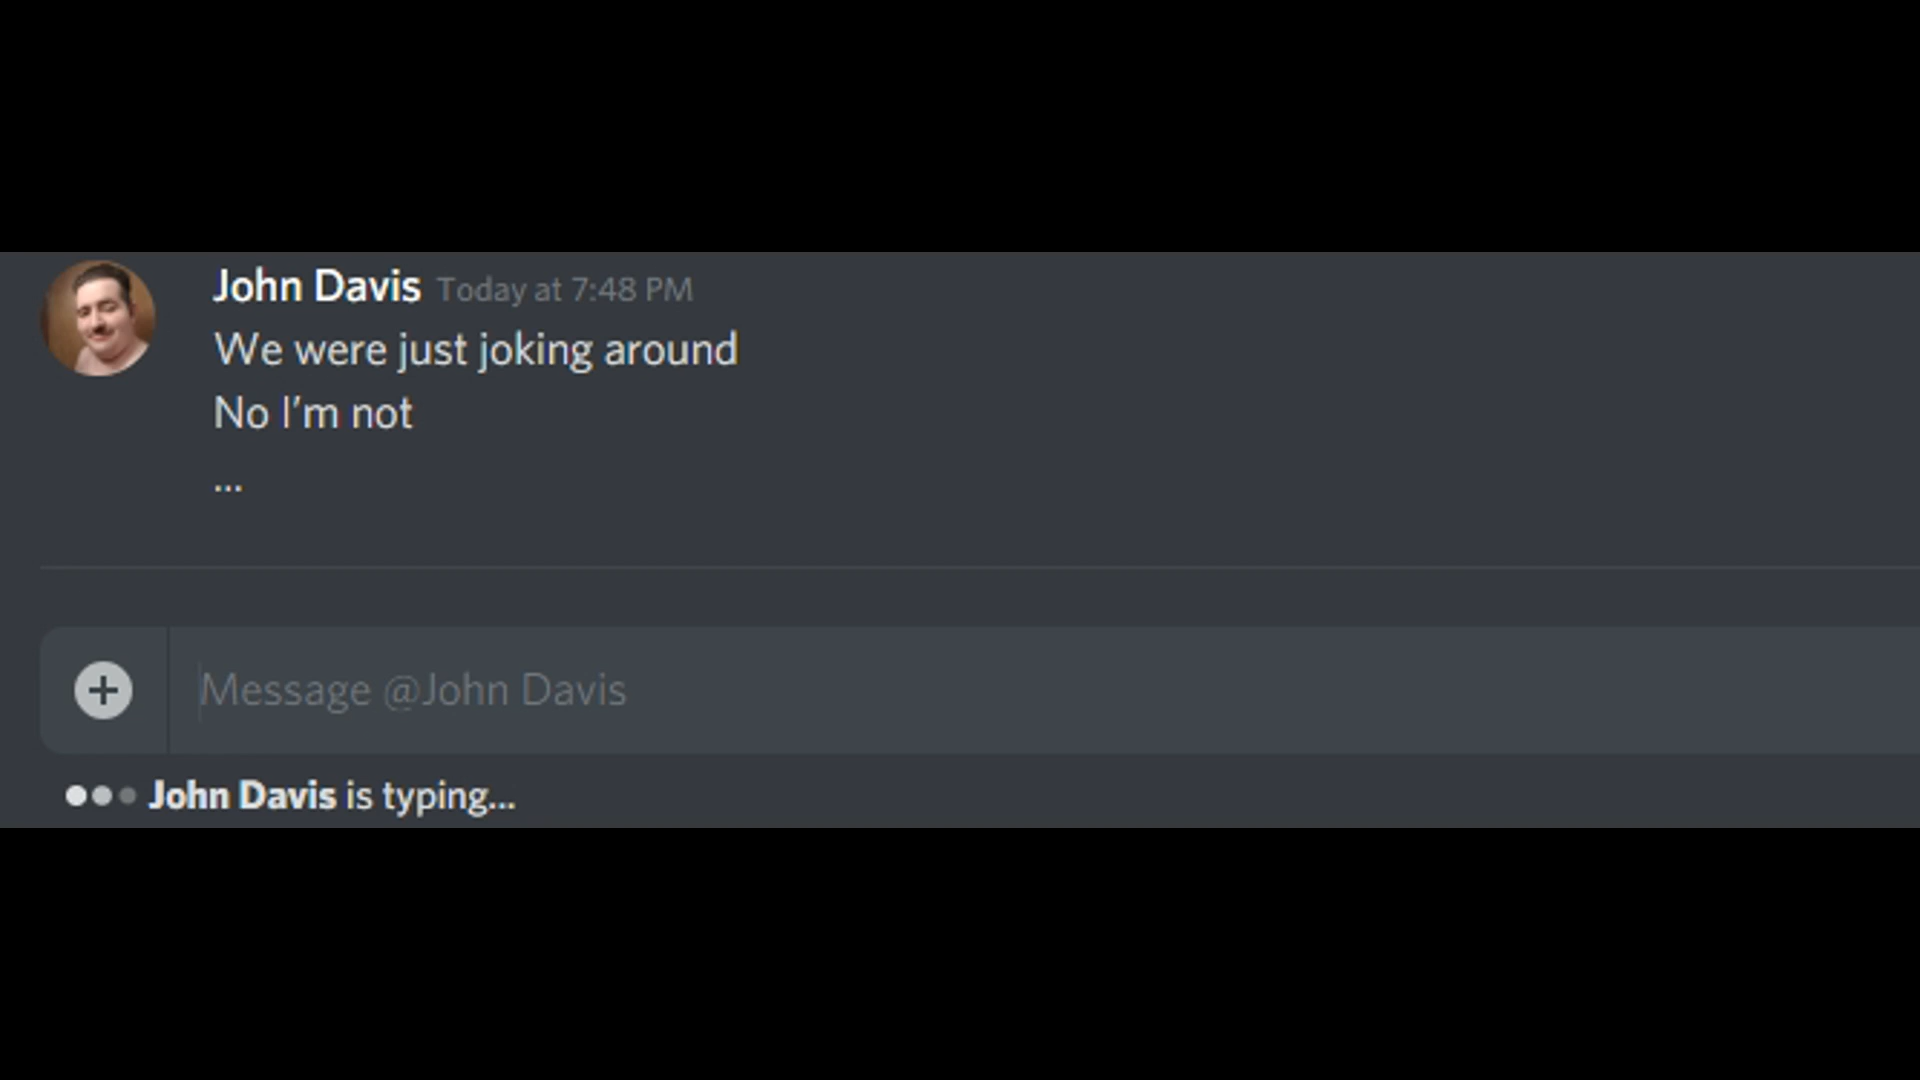 John Davis Today at 7:48 PM
We were just joking around
No I’m not
...
Message @John Davis
John Davis is typing...